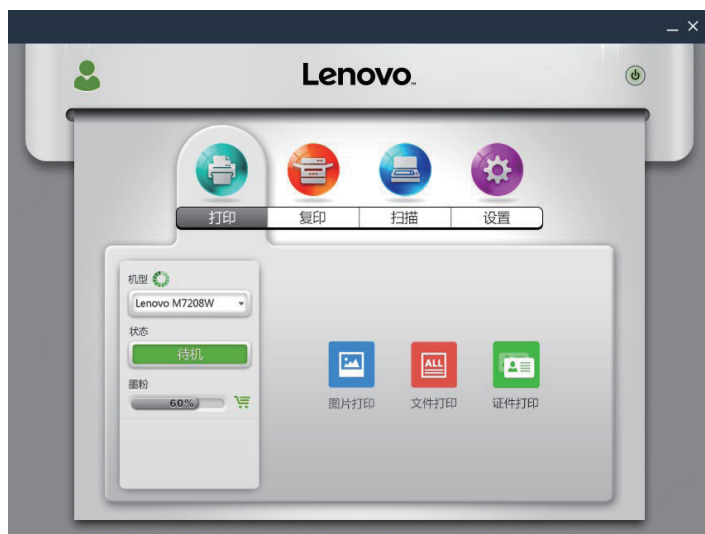 Lenovo
打印 复印 扫描 设置
机型
Lenovo M7208W
状态
待机
墨粉
60%
ALL
图片打印 文件打印 证件打印